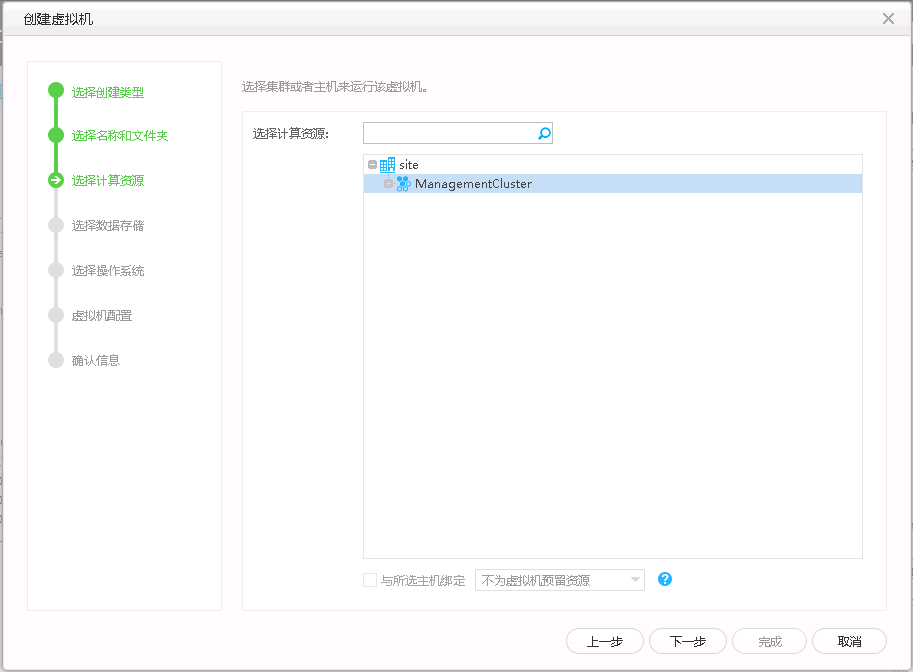 创建虚拟机
选择创建类型
选择名称和文件夹
选择计算资源
选择数据存储
选择操作系统
虚拟机配置
确认信息
选择集群或者主机来运行该虚拟机。
选择计算资源:
site
ManagementCluster
与所选主机绑定 不为虚拟机预留资源 ?
上一步 下一步 完成 取消